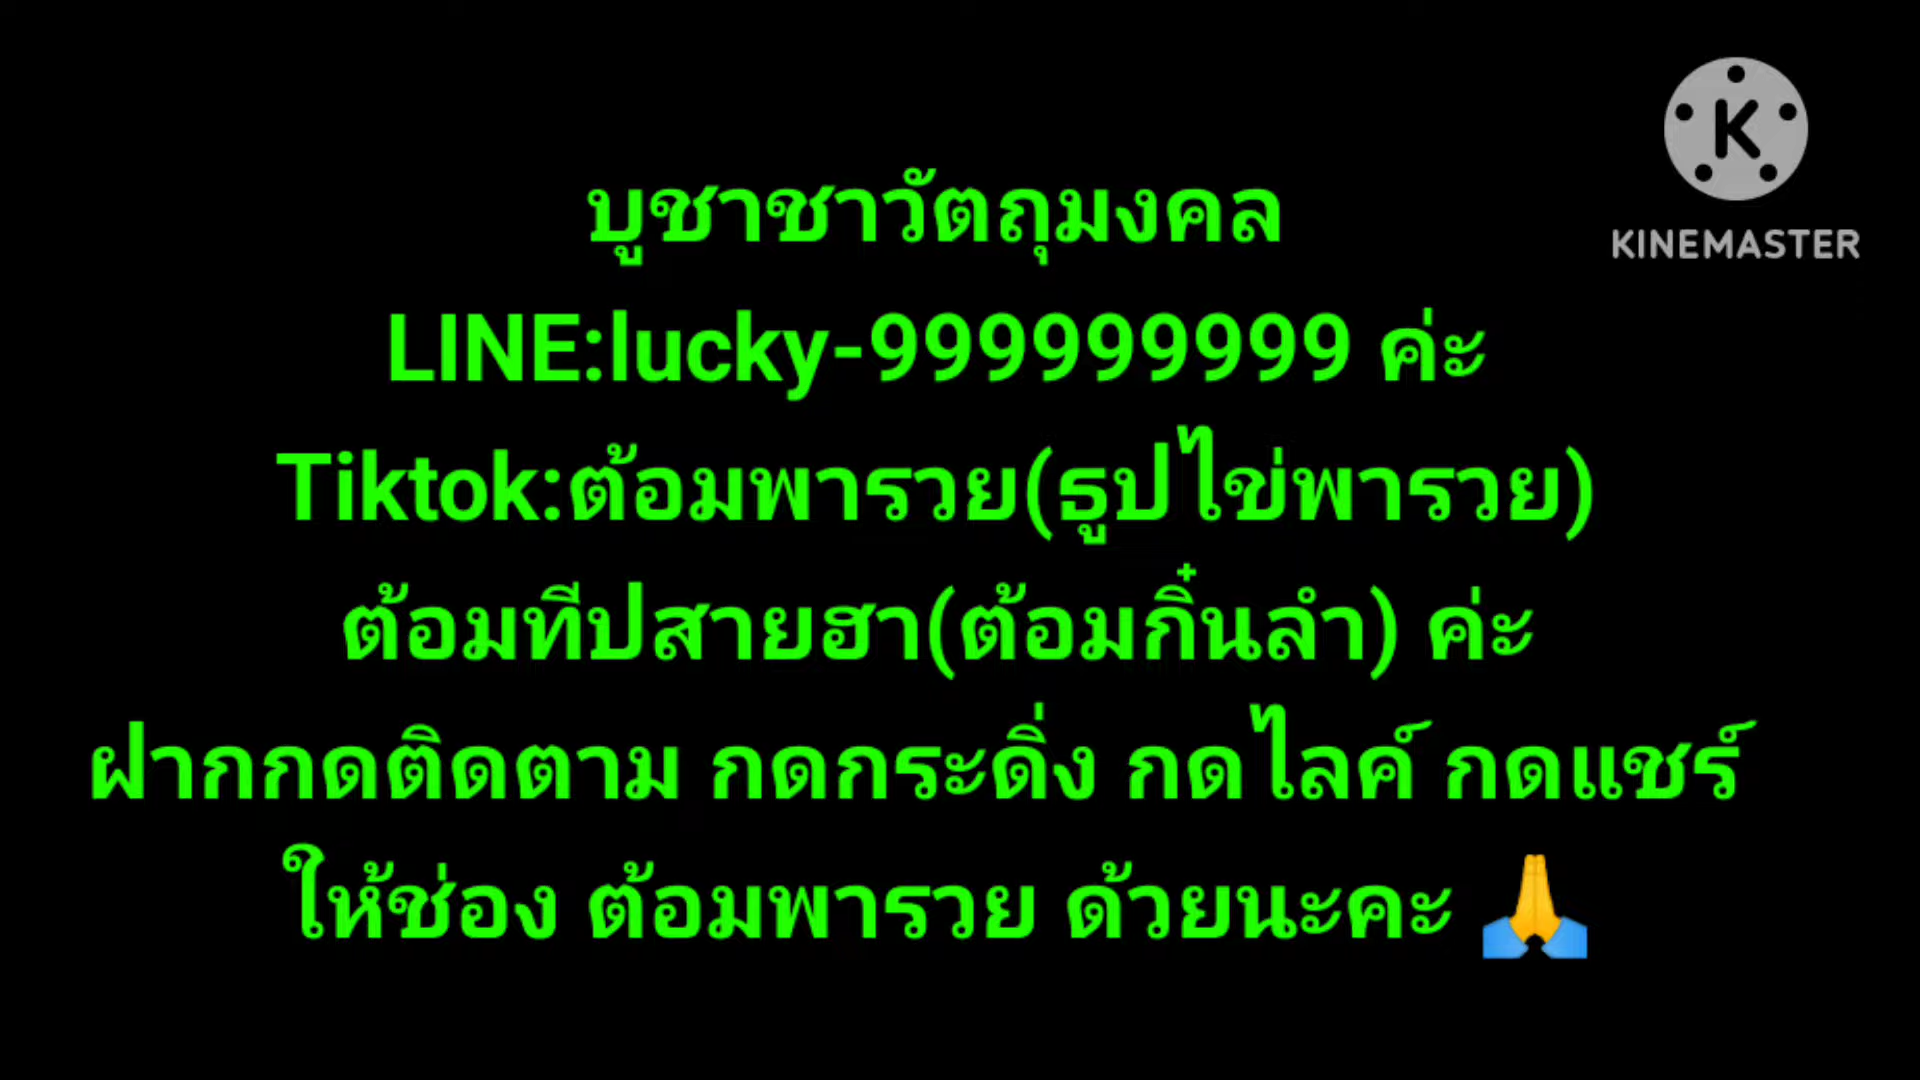 บูชาชาวัตถุมงคล
KINEMASTER
LINE:lucky-999999999 ค่ะ
Tiktok:ต้อมพารวย(ธูปไข่พารวย)
ต้อมทีปสายฮา(ต้อมกิ๋นลำ) ค่ะ
ฝากกดติดตาม กดกระดิ่ง กดไลค์ กดแชร์
ให้ช่อง ต้อมพารวย ด้วยนะคะ 🙏